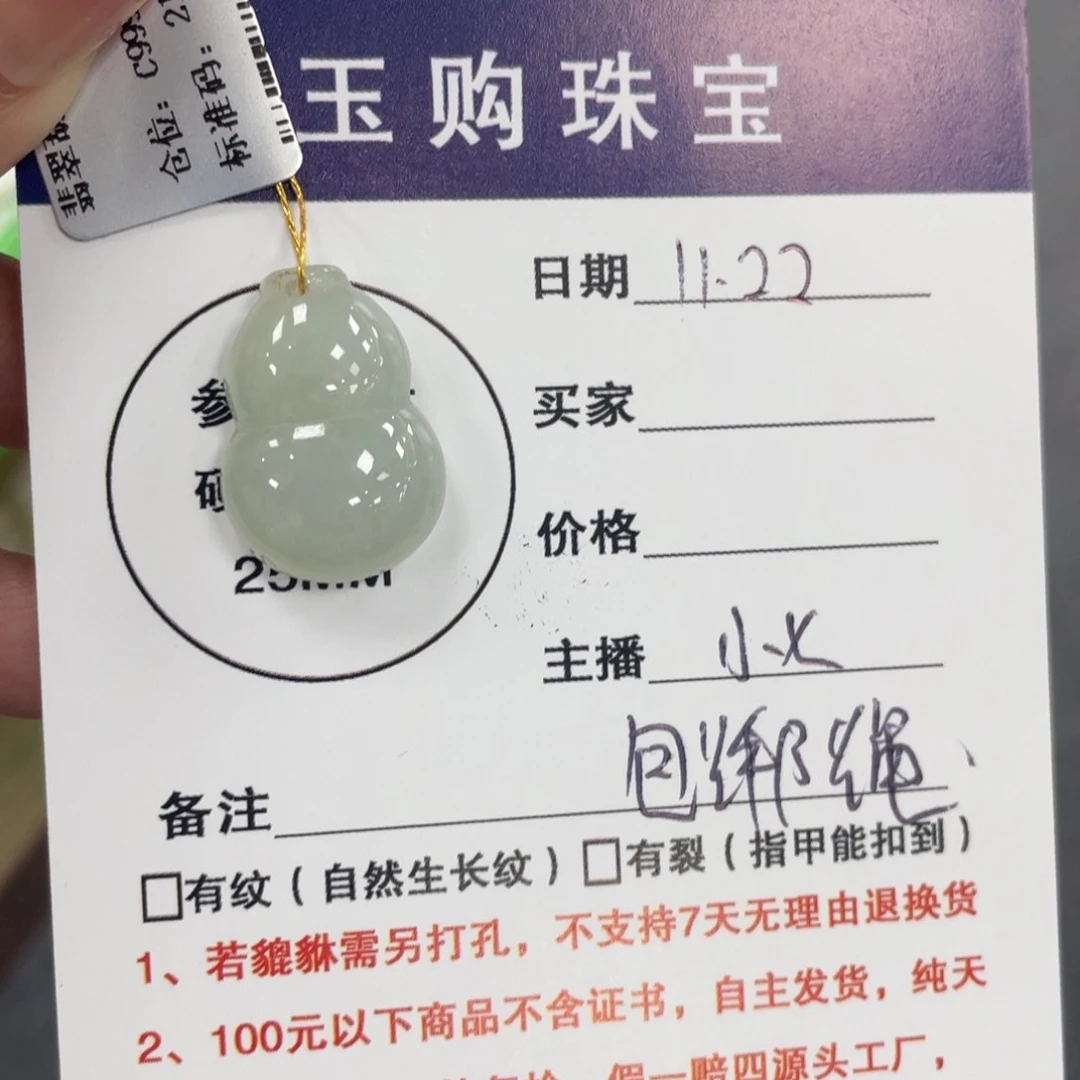 玉购珠宝
翡翠
仓位：C99
标准码：2
日期 11.22
参
买家
硬
25MM
价格
主播 小
备注 包邮 绳
□有纹（自然生长纹）□有裂（指甲能扣到）
1、若貔貅需另打孔，不支持7天无理由退换货
2、100元以下商品不含证书，自主发货，纯天
假一赔四源头工厂，